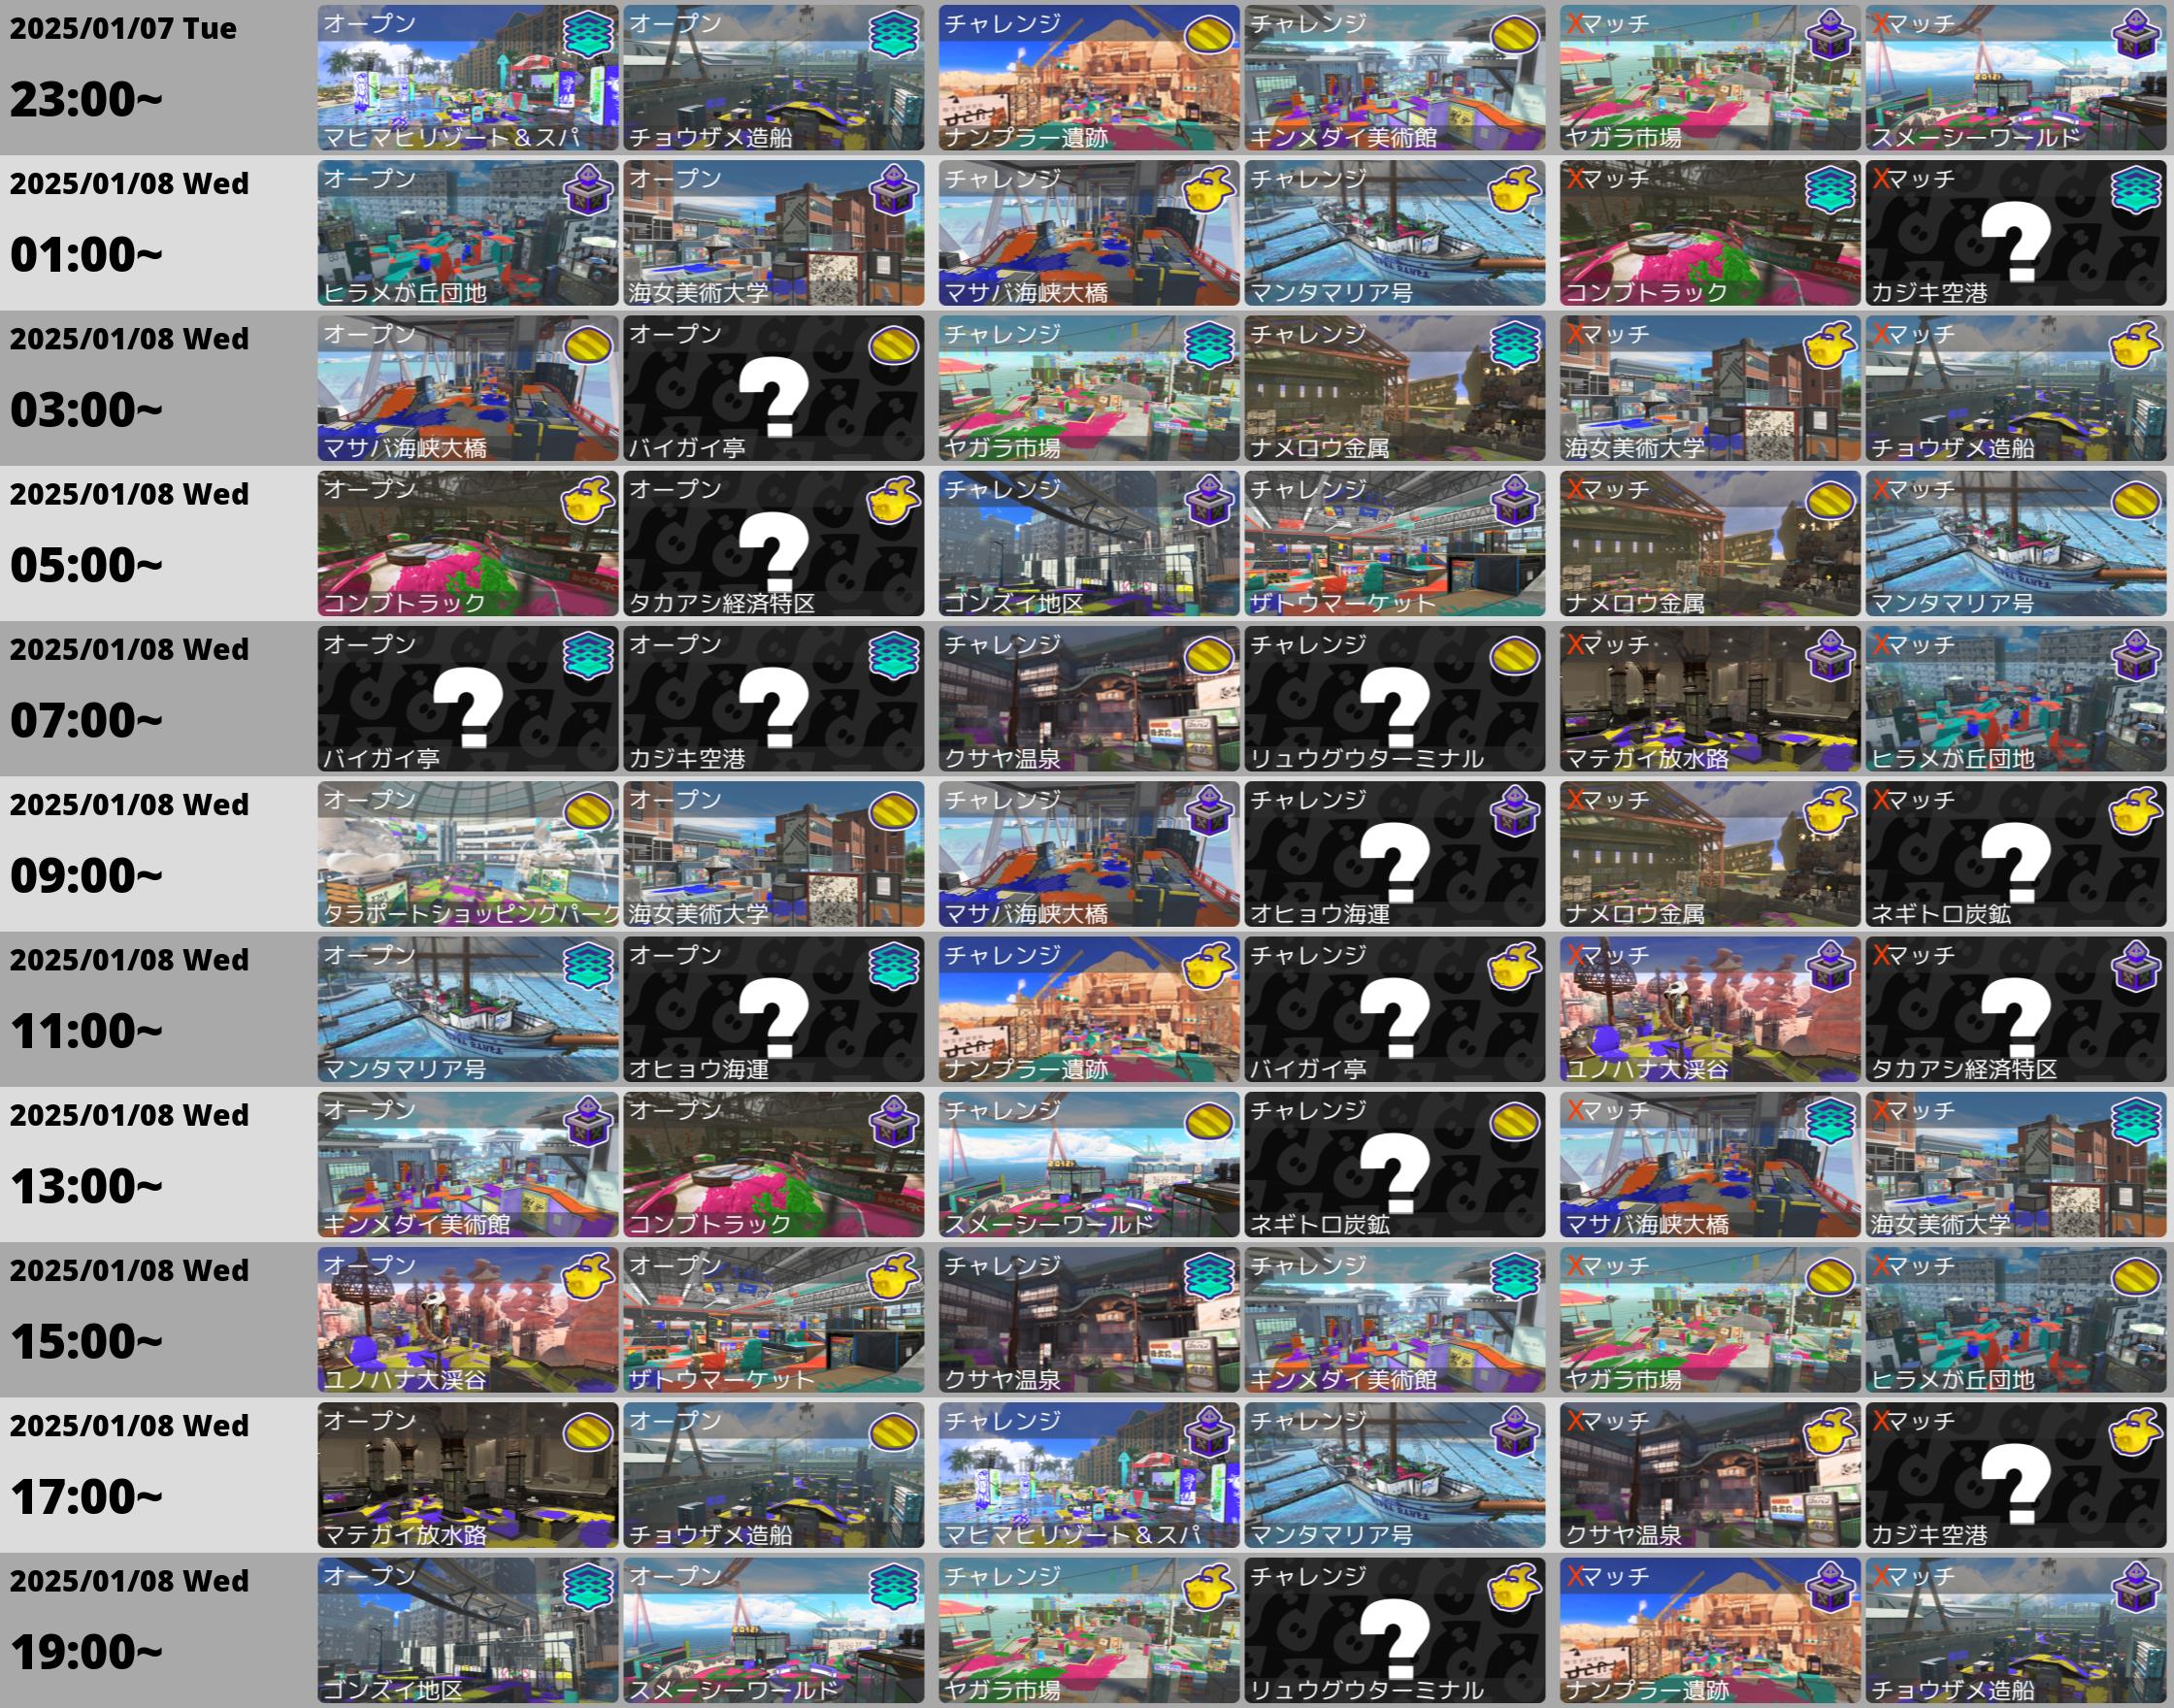 2025/01/07 Tue
23:00~
オープン オープン チャレンジ チャレンジ Xマッチ Xマッチ
マヒマヒリゾート＆スパ チョウザメ造船 ナンプラー遺跡 キンメダイ美術館 ヤガラ市場 スメーシーワールド
2025/01/08 Wed
01:00~
オープン オープン チャレンジ チャレンジ Xマッチ Xマッチ
ヒラメが丘団地 海女美術大学 マサバ海峡大橋 マンタマリア号 コンブトラック カジキ空港
2025/01/08 Wed
03:00~
オープン オープン チャレンジ チャレンジ Xマッチ Xマッチ
マサバ海峡大橋 バイガイ亭 ヤガラ市場 ナメロウ金属 海女美術大学 チョウザメ造船
2025/01/08 Wed
05:00~
オープン オープン チャレンジ チャレンジ Xマッチ Xマッチ
コンブトラック タカアシ経済特区 ゴンズイ地区 ザトウマーケット ナメロウ金属 マンタマリア号
2025/01/08 Wed
07:00~
オープン オープン チャレンジ チャレンジ Xマッチ Xマッチ
バイガイ亭 カジキ空港 クサヤ温泉 リュウグウターミナル マテガイ放水路 ヒラメが丘団地
2025/01/08 Wed
09:00~
オープン オープン チャレンジ チャレンジ Xマッチ Xマッチ
タラポートショッピングパーク 海女美術大学 マサバ海峡大橋 オヒョウ海運 ナメロウ金属 ネギトロ炭鉱
2025/01/08 Wed
11:00~
オープン オープン チャレンジ チャレンジ Xマッチ Xマッチ
マンタマリア号 オヒョウ海運 ナンプラー遺跡 バイガイ亭 ユノハナ大渓谷 タカアシ経済特区
2025/01/08 Wed
13:00~
オープン オープン チャレンジ チャレンジ Xマッチ Xマッチ
キンメダイ美術館 コンブトラック スメーシーワールド ネギトロ炭鉱 マサバ海峡大橋 海女美術大学
2025/01/08 Wed
15:00~
オープン オープン チャレンジ チャレンジ Xマッチ Xマッチ
ユノハナ大渓谷 ザトウマーケット クサヤ温泉 キンメダイ美術館 ヤガラ市場 ヒラメが丘団地
2025/01/08 Wed
17:00~
オープン オープン チャレンジ チャレンジ Xマッチ Xマッチ
マテガイ放水路 チョウザメ造船 マヒマヒリゾート＆スパ マンタマリア号 クサヤ温泉 カジキ空港
2025/01/08 Wed
19:00~
オープン オープン チャレンジ チャレンジ Xマッチ Xマッチ
ゴンズイ地区 スメーシーワールド ヤガラ市場 リュウグウターミナル ナンプラー遺跡 チョウザメ造船